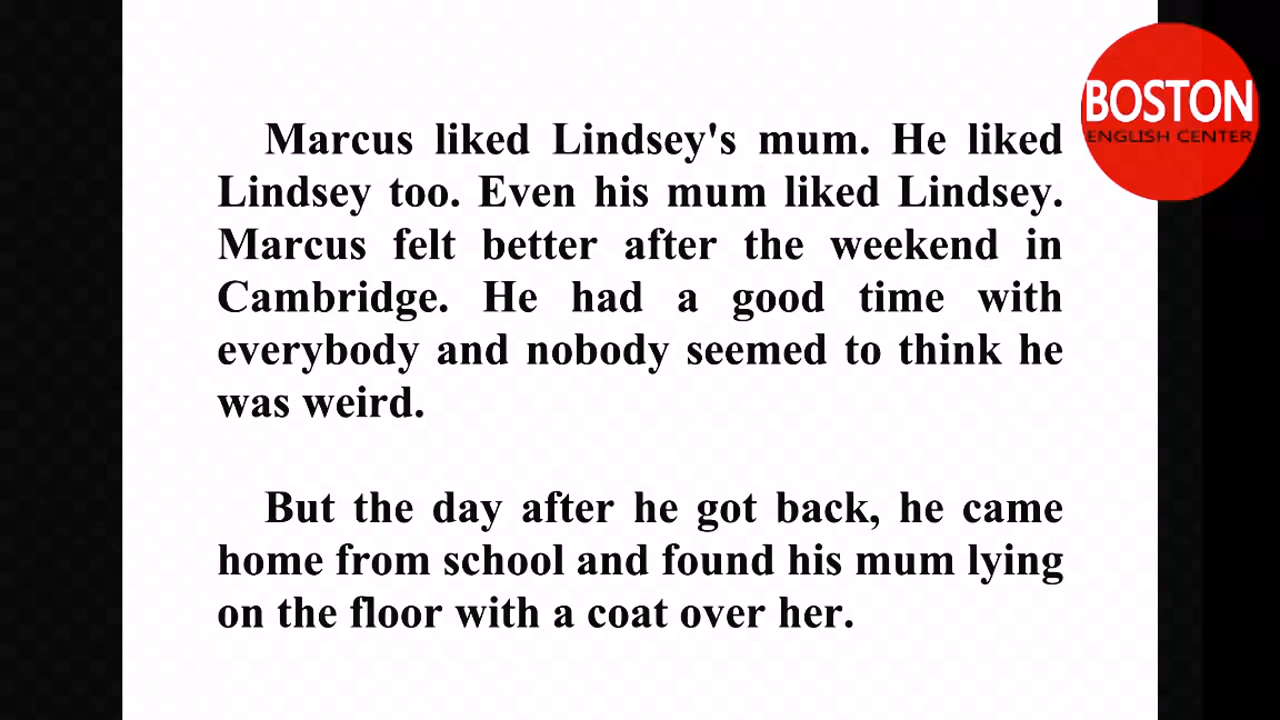 BOSTON
ENGLISH CENTER
Marcus liked Lindsey's mum. He liked
Lindsey too. Even his mum liked Lindsey.
Marcus felt better after the weekend in
Cambridge. He had a good time with
everybody and nobody seemed to think he
was weird.
But the day after he got back, he came
home from school and found his mum lying
on the floor with a coat over her.